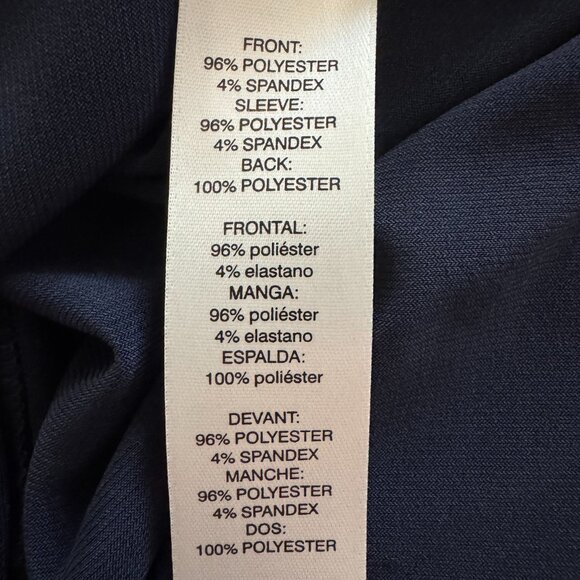 FRONT:
96% POLYESTER
4% SPANDEX
SLEEVE:
96% POLYESTER
4% SPANDEX
BACK:
100% POLYESTER
FRONTAL:
96% poliéster
4% elastano
MANGA:
96% poliéster
4% elastano
ESPALDA:
100% poliéster
DEVANT:
96% POLYESTER
4% SPANDEX
MANCHE:
96% POLYESTER
4% SPANDEX
DOS:
100% POLYESTER